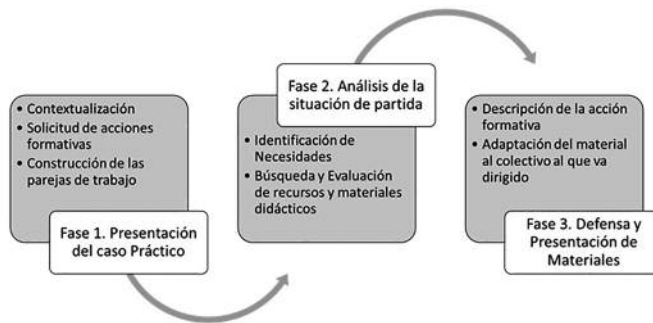 • Contextualización
• Solicitud de acciones
formativas
• Construcción de las
parejas de trabajo
Fase 1. Presentación
del caso Práctico
Fase 2. Análisis de la
situación de partida
• Identificación de
Necesidades
• Búsqueda y Evaluación
de recursos y materiales
didácticos
• Descripción de la acción
formativa
• Adaptación del material
al colectivo al que va
dirigido
Fase 3. Defensa y
Presentación de
Materiales